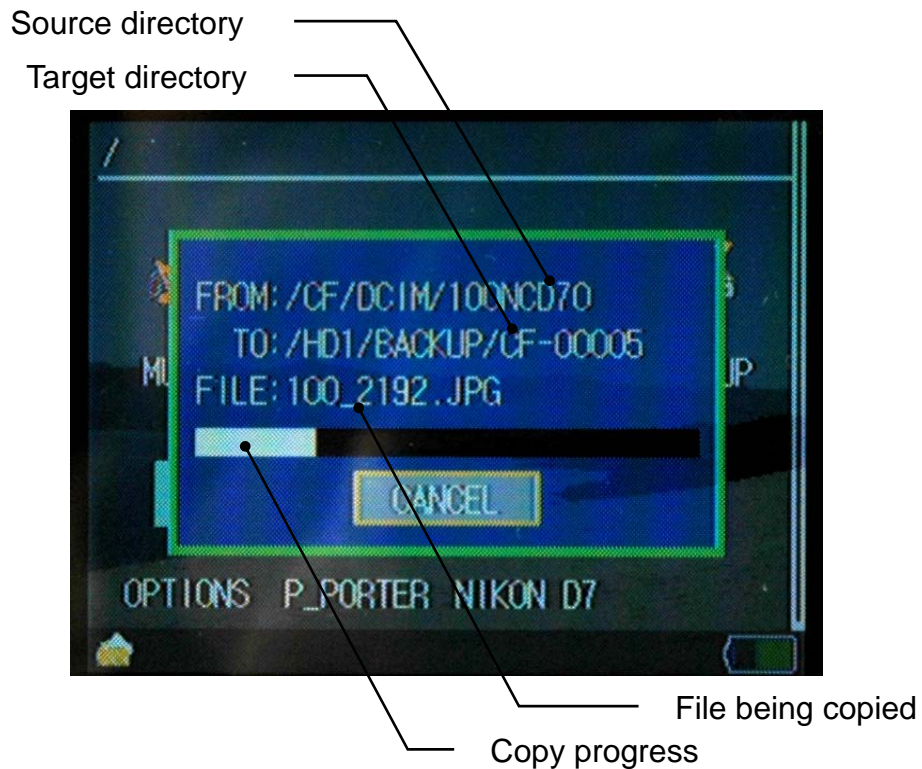 Source directory
Target directory
/
FROM:/CF/DCIM/100NCD70
TO:/HD1/BACKUP/CF-00005
FILE:100_2192.JPG
CANCEL
OPTIONS P_PORTER NIKON D7
File being copied
Copy progress